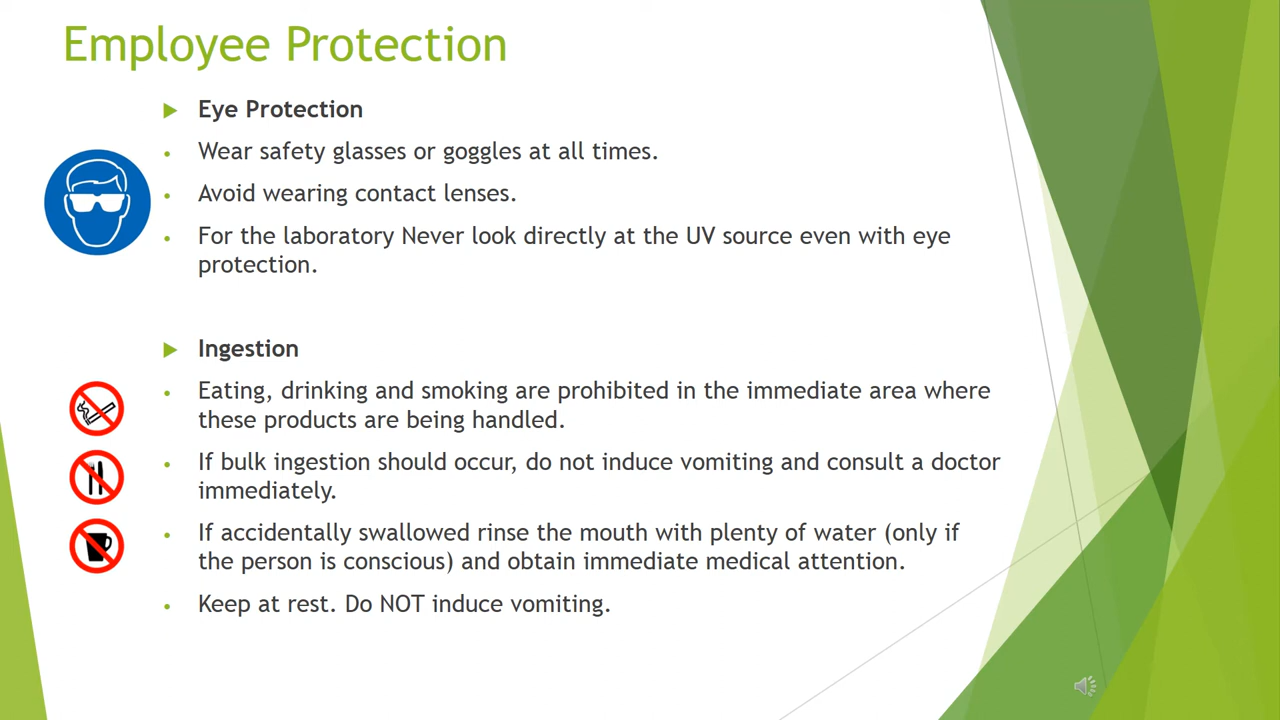 Employee Protection
Eye Protection
Wear safety glasses or goggles at all times.
Avoid wearing contact lenses.
For the laboratory Never look directly at the UV source even with eye
protection.
Ingestion
Eating, drinking and smoking are prohibited in the immediate area where
these products are being handled.
If bulk ingestion should occur, do not induce vomiting and consult a doctor
immediately.
If accidentally swallowed rinse the mouth with plenty of water (only if
the person is conscious) and obtain immediate medical attention.
Keep at rest. Do NOT induce vomiting.